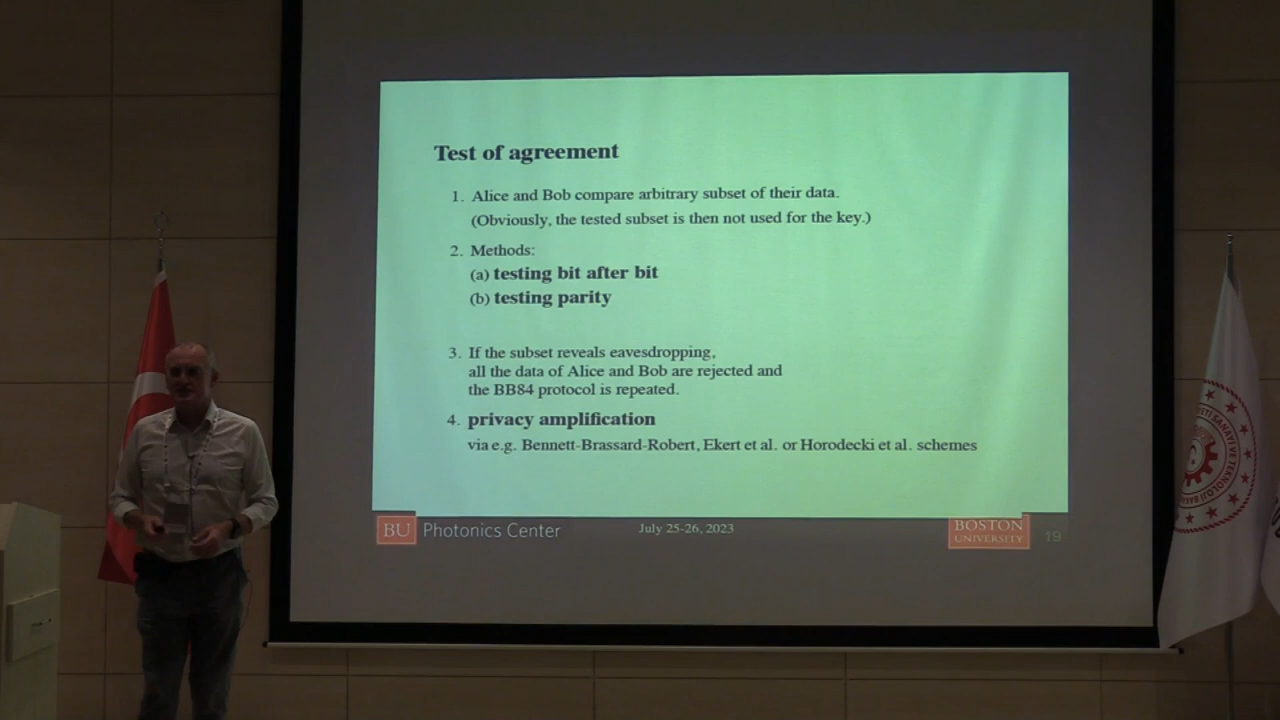 Test of agreement
1. Alice and Bob compare arbitrary subset of their data.
(Obviously, the tested subset is then not used for the key.)
2. Methods:
(a) testing bit after bit
(b) testing parity
3. If the subset reveals eavesdropping,
all the data of Alice and Bob are rejected and
the BB84 protocol is repeated.
4. privacy amplification
via e.g. Bennett-Brassard-Robert, Ekert et al. or Horodecki et al. schemes
BU Photonics Center
July 25-26, 2023
BOSTON
UNIVERSITY
19
SANAYİ VE TEKNOLOJİ